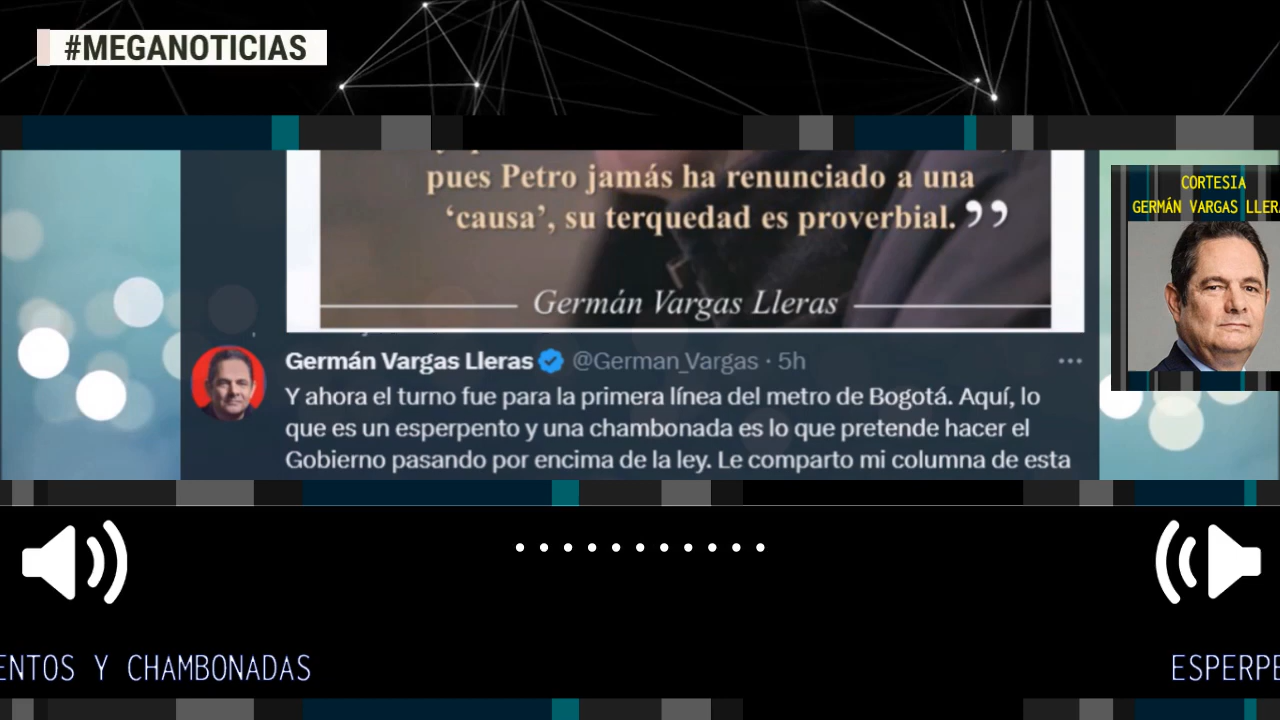 #MEGANOTICIAS
pues Petro jamás ha renunciado a una
‘causa’, su terquedad es proverbial.”
Germán Vargas Lleras
CORTESIA
GERMÁN VARGAS LLER
Germán Vargas Lleras @German_Vargas · 5h
Y ahora el turno fue para la primera línea del metro de Bogotá. Aquí, lo
que es un esperpento y una chambonada es lo que pretende hacer el
Gobierno pasando por encima de la ley. Le comparto mi columna de esta
ENTOS Y CHAMBONADAS
ESPERPE